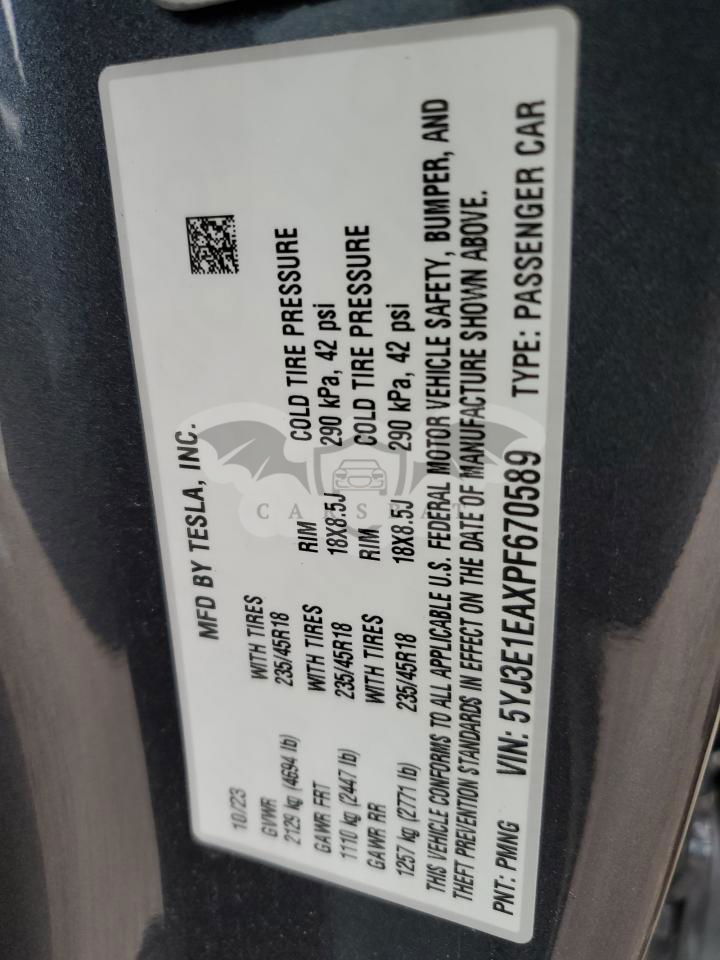 MFD BY TESLA, INC.
10/23
GVWR WITH TIRES
2129 kg (4694 lb) 235/45R18 RIM COLD TIRE PRESSURE
GAWR FRT WITH TIRES 18X8.5J 290 kPa, 42 psi
1110 kg (2447 lb) 235/45R18 RIM COLD TIRE PRESSURE
GAWR RR WITH TIRES 18X8.5J 290 kPa, 42 psi
1257 kg (2771 lb) 235/45R18
THIS VEHICLE CONFORMS TO ALL APPLICABLE U.S. FEDERAL MOTOR VEHICLE SAFETY, BUMPER, AND
THEFT PREVENTION STANDARDS IN EFFECT ON THE DATE OF MANUFACTURE SHOWN ABOVE.
PNT: PMNG VIN: 5YJ3E1EAXPF670589 TYPE: PASSENGER CAR